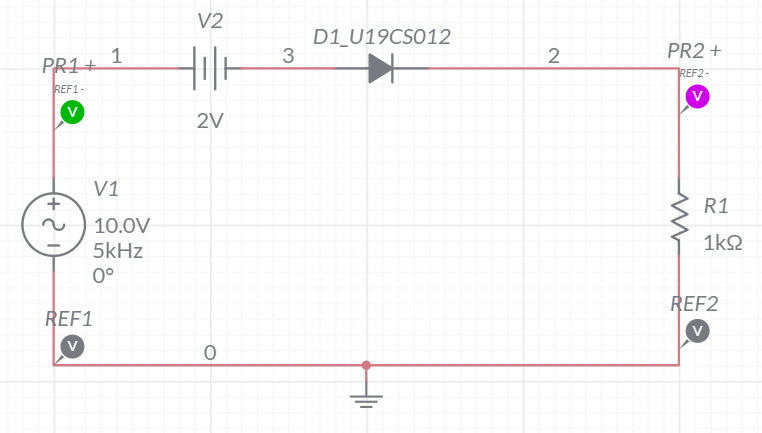 V2
D1_U19CS012
PR1 +
1
3
2
PR2 +
REF1 -
REF2 -
V
V
2V
V1
+
10.0V
5kHz
0°
R1
1kΩ
REF1
V
REF2
V
0